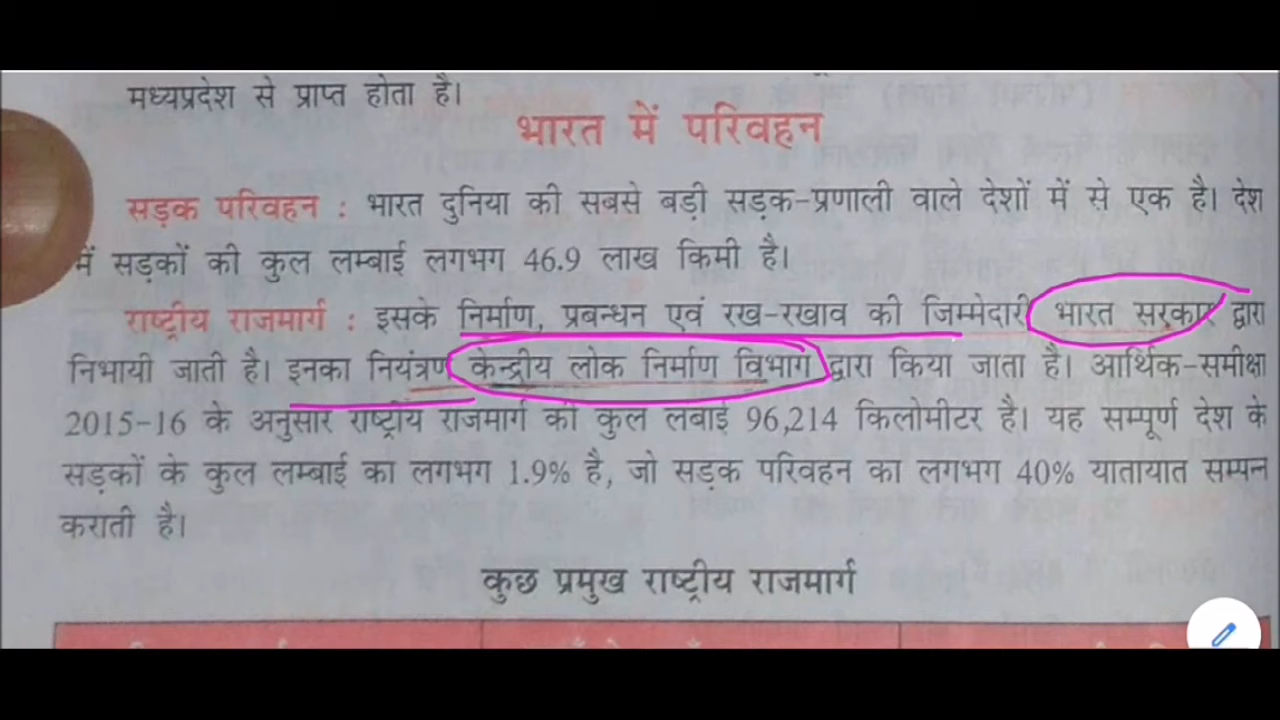 मध्यप्रदेश से प्राप्त होता है।
भारत में परिवहन
सड़क परिवहन : भारत दुनिया की सबसे बड़ी सड़क-प्रणाली वाले देशों में से एक है। देश
में सड़कों की कुल लम्बाई लगभग 46.9 लाख किमी है।
राष्ट्रीय राजमार्ग : इसके निर्माण, प्रबन्धन एवं रख-रखाव की जिम्मेदारी भारत सरकार द्वारा
निभायी जाती है। इनका नियंत्रण केन्द्रीय लोक निर्माण विभाग द्वारा किया जाता है। आर्थिक-समीक्षा
2015-16 के अनुसार राष्ट्रीय राजमार्ग की कुल लंबाई 96,214 किलोमीटर है। यह सम्पूर्ण देश के
सड़कों के कुल लम्बाई का लगभग 1.9% है, जो सड़क परिवहन का लगभग 40% यातायात सम्पन्न
कराती है।
कुछ प्रमुख राष्ट्रीय राजमार्ग